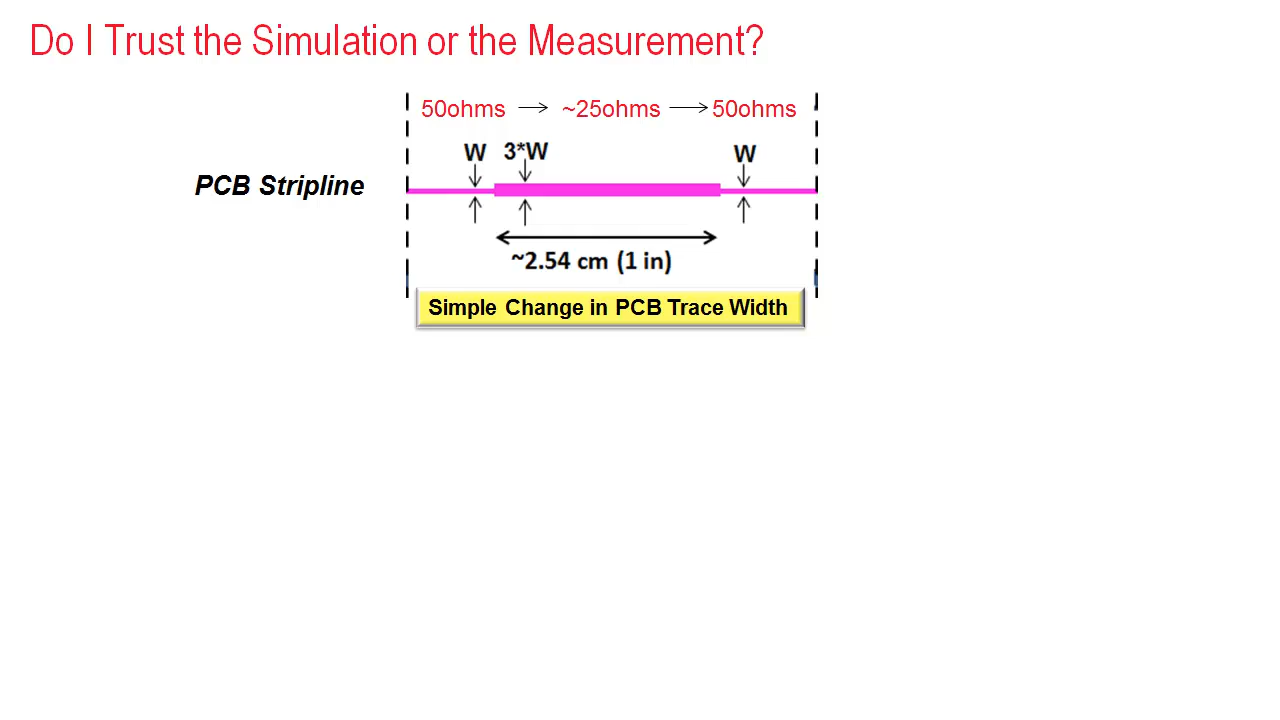 Do I Trust the Simulation or the Measurement?
50ohms → ~25ohms → 50ohms
W 3*W W
PCB Stripline
~2.54 cm (1 in)
Simple Change in PCB Trace Width